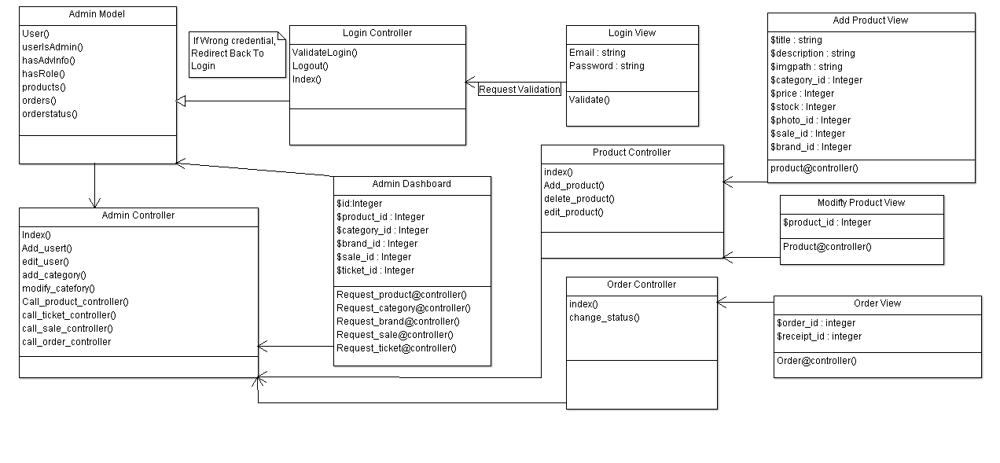 Admin Model
User()
userIsAdmin()
hasAdvInfo()
hasRole()
products()
orders()
orderstatus()
If Wrong credential,
Redirect Back To
Login
Login Controller
ValidateLogin()
Logout()
Index()
Request Validation
Login View
Email : string
Password : string
Validate()
Add Product View
$title : string
$description : string
$imgpath : string
$category_id : Integer
$price : Integer
$stock : Integer
$photo_id : Integer
$sale_id : Integer
$brand_id : Integer
product@controller()
Product Controller
index()
Add_product()
delete_product()
edit_product()
Modifty Product View
$product_id : Integer
Product@controller()
Admin Controller
Index()
Add_usert()
edit_user()
add_category()
modify_catefory()
Call_product_controller()
call_ticket_controller()
call_sale_controller()
call_order_controller
Admin Dashboard
$id:Integer
$product_id : Integer
$category_id : Integer
$brand_id : Integer
$sale_id : Integer
$ticket_id : Integer
Request_product@controller()
Request_category@controller()
Request_brand@controller()
Request_sale@controller()
Request_ticket@controller()
Order Controller
index()
change_status()
Order View
$order_id : integer
$receipt_id : integer
Order@controller()